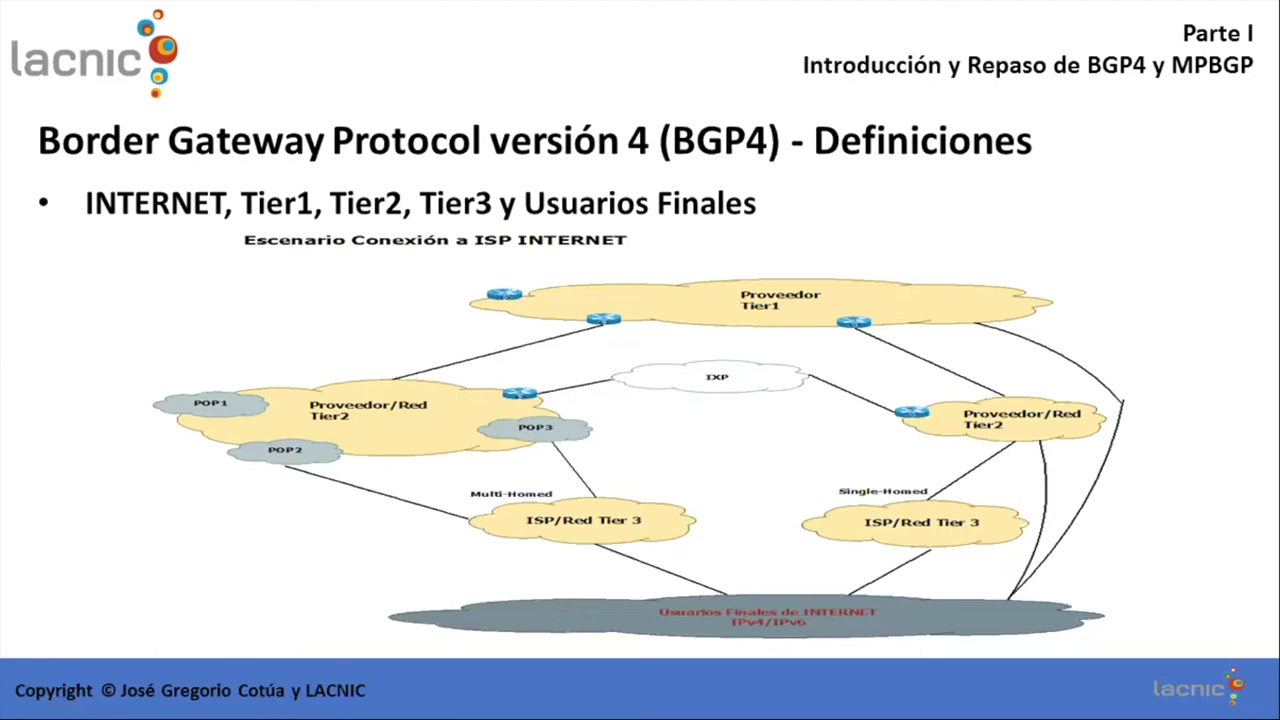 lacnic
Parte I
Introducción y Repaso de BGP4 y MPBGP
Border Gateway Protocol versión 4 (BGP4) - Definiciones
• INTERNET, Tier1, Tier2, Tier3 y Usuarios Finales
Escenario Conexión a ISP INTERNET
Proveedor
Tier1
IXP
POP1
Proveedor/Red
Tier2
POP3
POP2
Proveedor/Red
Tier2
Multi-Homed
ISP/Red Tier 3
Single-Homed
ISP/Red Tier 3
Usuarios Finales de INTERNET
IPv4/IPv6
Copyright © José Gregorio Cotúa y LACNIC
lacnic